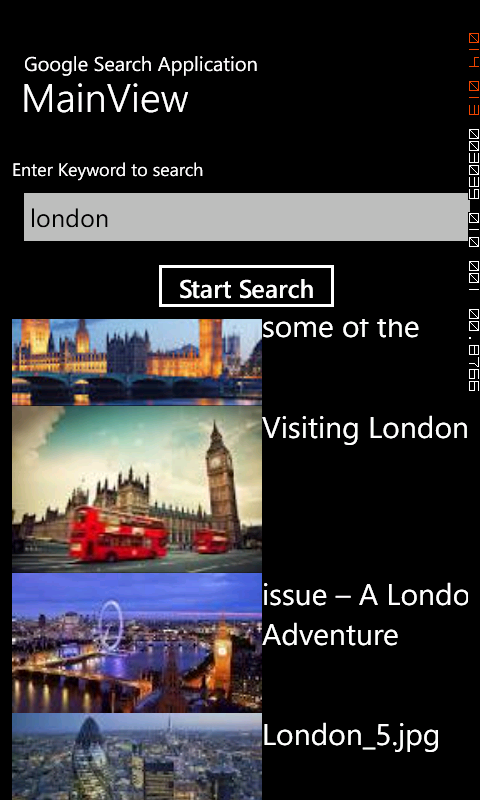 Google Search Application
MainView
Enter Keyword to search
london
Start Search
some of the
Visiting London
issue – A Londo
Adventure
London_5.jpg